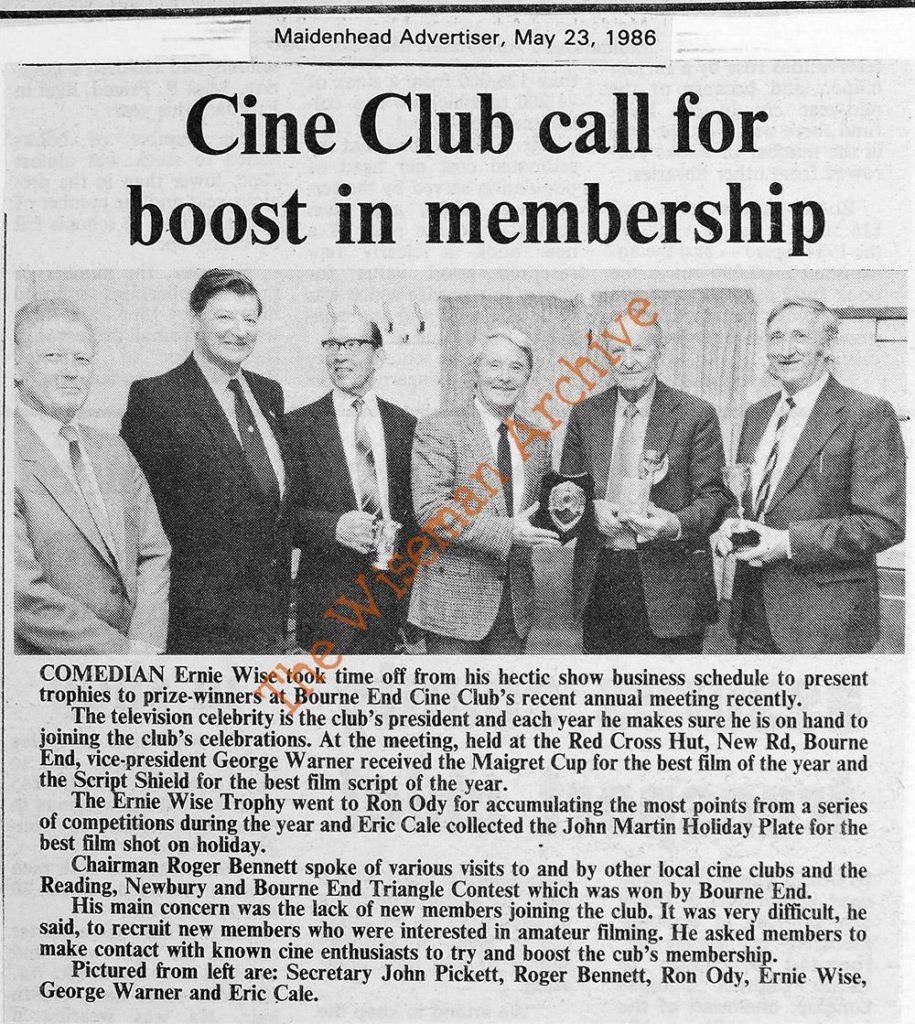 Maidenhead Advertiser, May 23, 1986
Cine Club call for
boost in membership
The Wiseman Archive
COMEDIAN Ernie Wise took time off from his hectic show business schedule to present
trophies to prize-winners at Bourne End Cine Club's recent annual meeting recently.
The television celebrity is the club's president and each year he makes sure he is on hand to
joining the club's celebrations. At the meeting, held at the Red Cross Hut, New Rd, Bourne
End, vice-president George Warner received the Maigret Cup for the best film of the year and
the Script Shield for the best film script of the year.
The Ernie Wise Trophy went to Ron Ody for accumulating the most points from a series
of competitions during the year and Eric Cale collected the John Martin Holiday Plate for the
best film shot on holiday.
Chairman Roger Bennett spoke of various visits to and by other local cine clubs and the
Reading, Newbury and Bourne End Triangle Contest which was won by Bourne End.
His main concern was the lack of new members joining the club. It was very difficult, he
said, to recruit new members who were interested in amateur filming. He asked members to
make contact with known cine enthusiasts to try and boost the cub's membership.
Pictured from left are: Secretary John Pickett, Roger Bennett, Ron Ody, Ernie Wise,
George Warner and Eric Cale.